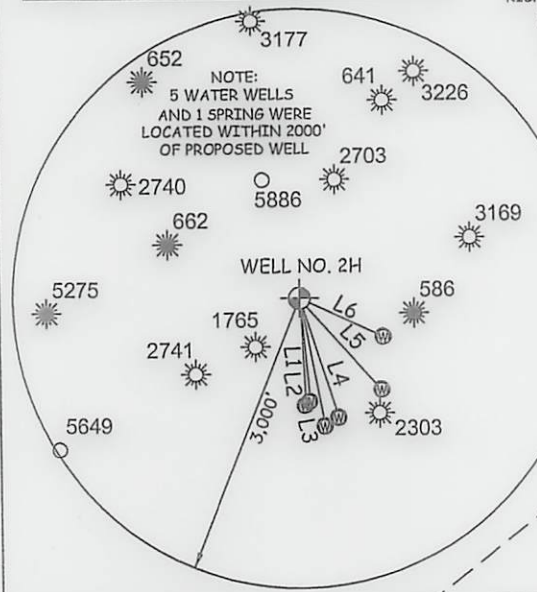 3177
652
NOTE:
5 WATER WELLS
AND 1 SPRING WERE
LOCATED WITHIN 2000'
OF PROPOSED WELL
641
3226
2703
2740
5886
662
3169
WELL NO. 2H
5275
586
L6
L5
1765
L1
L2
L4
2741
L3
3,000'
2303
5649
W
W
W
W
W